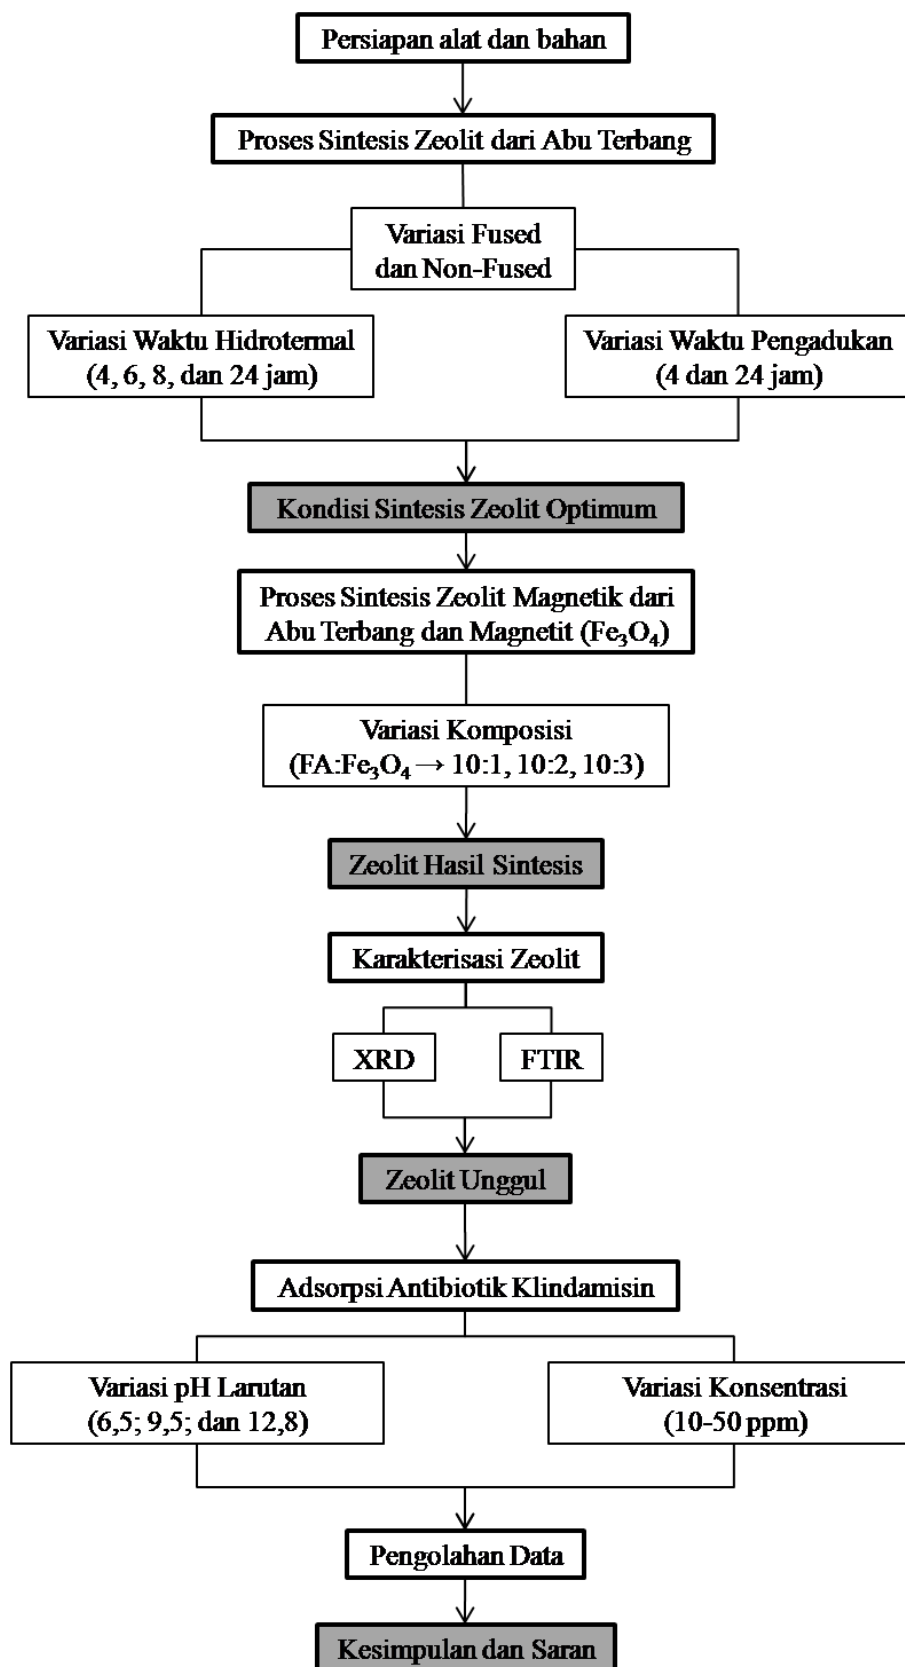 Persiapan alat dan bahan
Proses Sintesis Zeolit dari Abu Terbang
Variasi Fused
dan Non-Fused
Variasi Waktu Hidrotermal
(4, 6, 8, dan 24 jam)
Variasi Waktu Pengadukan
(4 dan 24 jam)
Kondisi Sintesis Zeolit Optimum
Proses Sintesis Zeolit Magnetik dari
Abu Terbang dan Magnetit (Fe₃O₄)
Variasi Komposisi
(FA:Fe₃O₄ → 10:1, 10:2, 10:3)
Zeolit Hasil Sintesis
Karakterisasi Zeolit
XRD
FTIR
Zeolit Unggul
Adsorpsi Antibiotik Klindamisin
Variasi pH Larutan
(6,5; 9,5; dan 12,8)
Variasi Konsentrasi
(10-50 ppm)
Pengolahan Data
Kesimpulan dan Saran